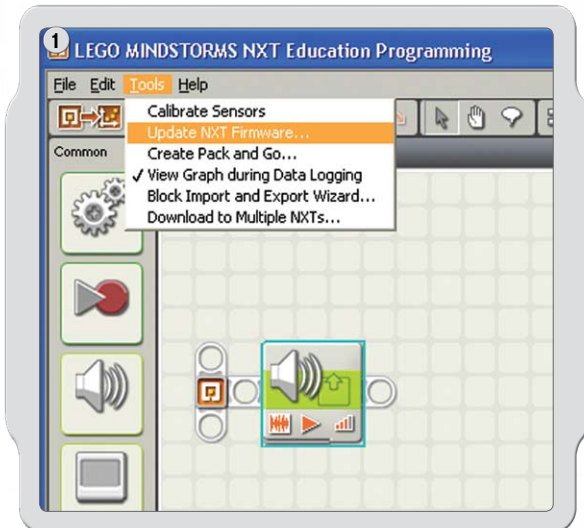 1
LEGO MINDSTORMS NXT Education Programming
File Edit Tools Help
Calibrate Sensors
Update NXT Firmware...
Common
Create Pack and Go...
✓ View Graph during Data Logging
Block Import and Export Wizard...
Download to Multiple NXTs...